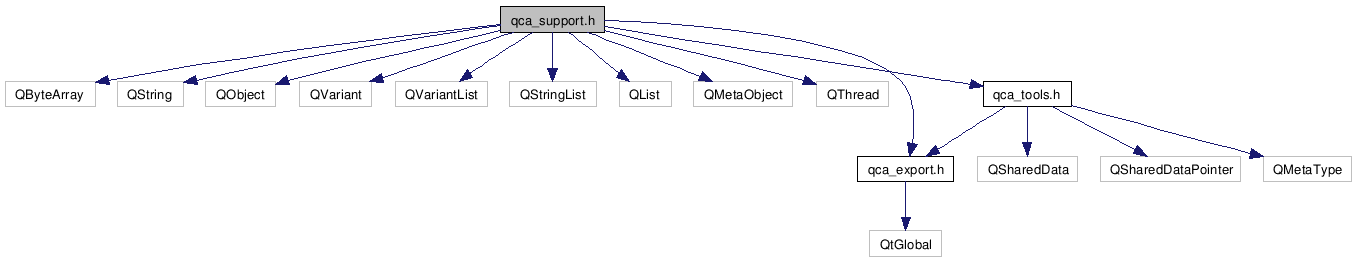 qca_support.h
QByteArray
QString
QObject
QVariant
QVariantList
QStringList
QList
QMetaObject
QThread
qca_tools.h
qca_export.h
QSharedData
QSharedDataPointer
QMetaType
QtGlobal